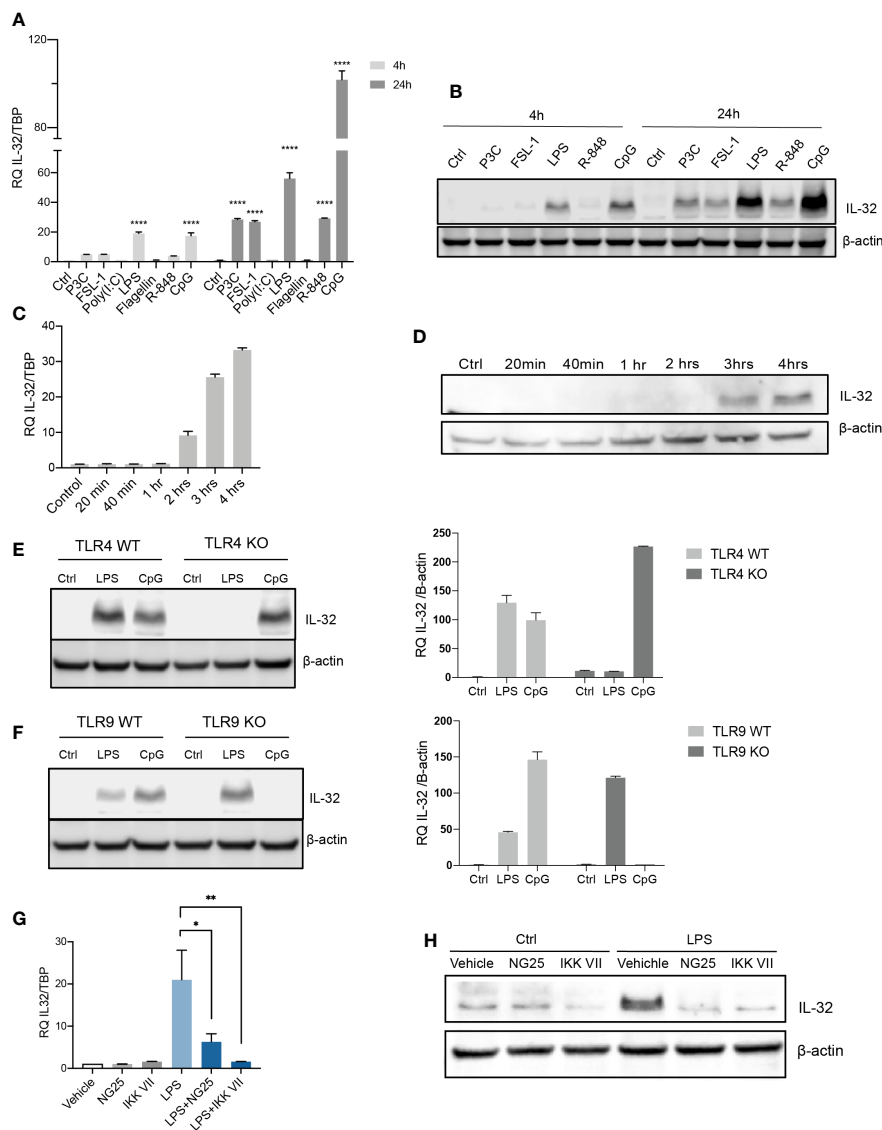 A
120
80
60
40
20
0
RQ IL-32/TBP
4h
24h
**** **** **** **** **** **** ****
Ctrl P3C FSL-1 Poly(I:C) LPS Flagellin R-848 CpG Ctrl P3C FSL-1 Poly(I:C) LPS Flagellin R-848 CpG
B
4h 24h
Ctrl P3C FSL-1 LPS R-848 CpG Ctrl P3C FSL-1 LPS R-848 CpG
IL-32
β-actin
C
40
30
20
10
0
RQ IL-32/TBP
Control 20 min 40 min 1 hr 2 hrs 3 hrs 4 hrs
D
Ctrl 20min 40min 1 hr 2 hrs 3hrs 4hrs
IL-32
β-actin
E
TLR4 WT TLR4 KO
Ctrl LPS CpG Ctrl LPS CpG
IL-32
β-actin
250
200
150
100
50
0
RQ IL-32 /B-actin
TLR4 WT
TLR4 KO
Ctrl LPS CpG Ctrl LPS CpG
F
TLR9 WT TLR9 KO
Ctrl LPS CpG Ctrl LPS CpG
IL-32
β-actin
200
150
100
50
0
RQ IL-32 /B-actin
TLR9 WT
TLR9 KO
Ctrl LPS CpG Ctrl LPS CpG
G
**
*
30
20
10
0
RQ IL32/TBP
Vehicle NG25 IKK VII LPS LPS+NG25 LPS+IKK VII
H
Ctrl LPS
Vehicle NG25 IKK VII Vehichle NG25 IKK VII
IL-32
β-actin